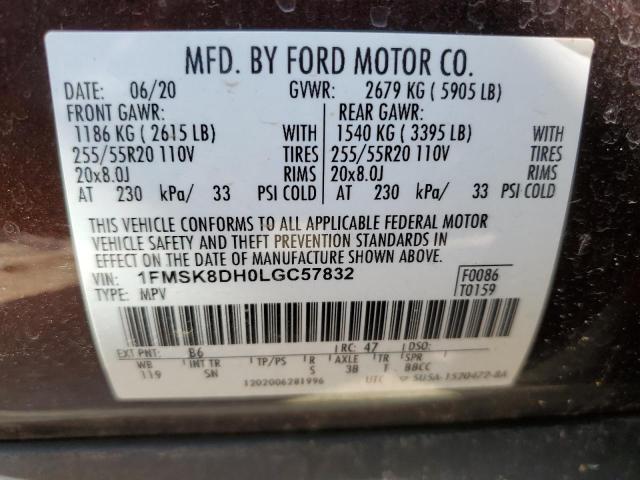 MFD. BY FORD MOTOR CO.
DATE: 06/20 GVWR: 2679 KG ( 5905 LB)
FRONT GAWR: REAR GAWR:
1186 KG ( 2615 LB) WITH 1540 KG ( 3395 LB) WITH
255/55R20 110V TIRES 255/55R20 110V TIRES
20x8.0J RIMS 20x8.0J RIMS
AT 230 kPa/ 33 PSI COLD AT 230 kPa/ 33 PSI COLD
THIS VEHICLE CONFORMS TO ALL APPLICABLE FEDERAL MOTOR
VEHICLE SAFETY AND THEFT PREVENTION STANDARDS IN
EFFECT ON THE DATE OF MANUFACTURE SHOWN ABOVE.
VIN: 1FMSK8DH0LGC57832 F0086
TYPE: MPV T0159
EXT PNT: B6 RC: 47 DSO:
WB INT TR TP/PS R AXLE TR SPR
119 SN S 3B T BBCC
1202006281996 UTC SU5A-1520472-BA